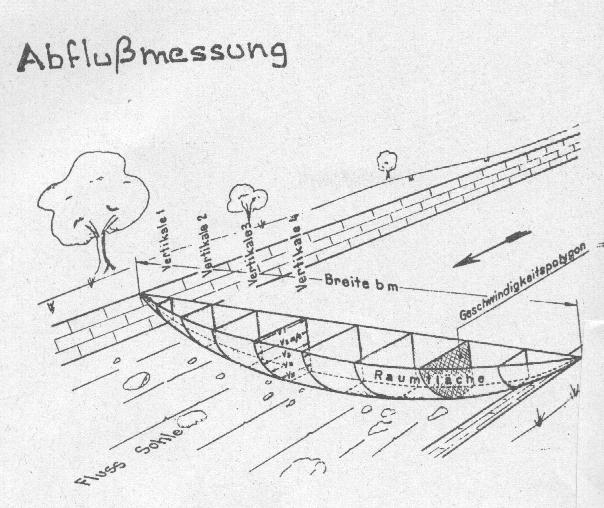 Abflußmessung
Vertikale 1
Vertikale 2
Vertikale 3
Vertikale 4
Breite b m
Geschwindigkeitspolygon
Raumfläche
Fluss Sohle